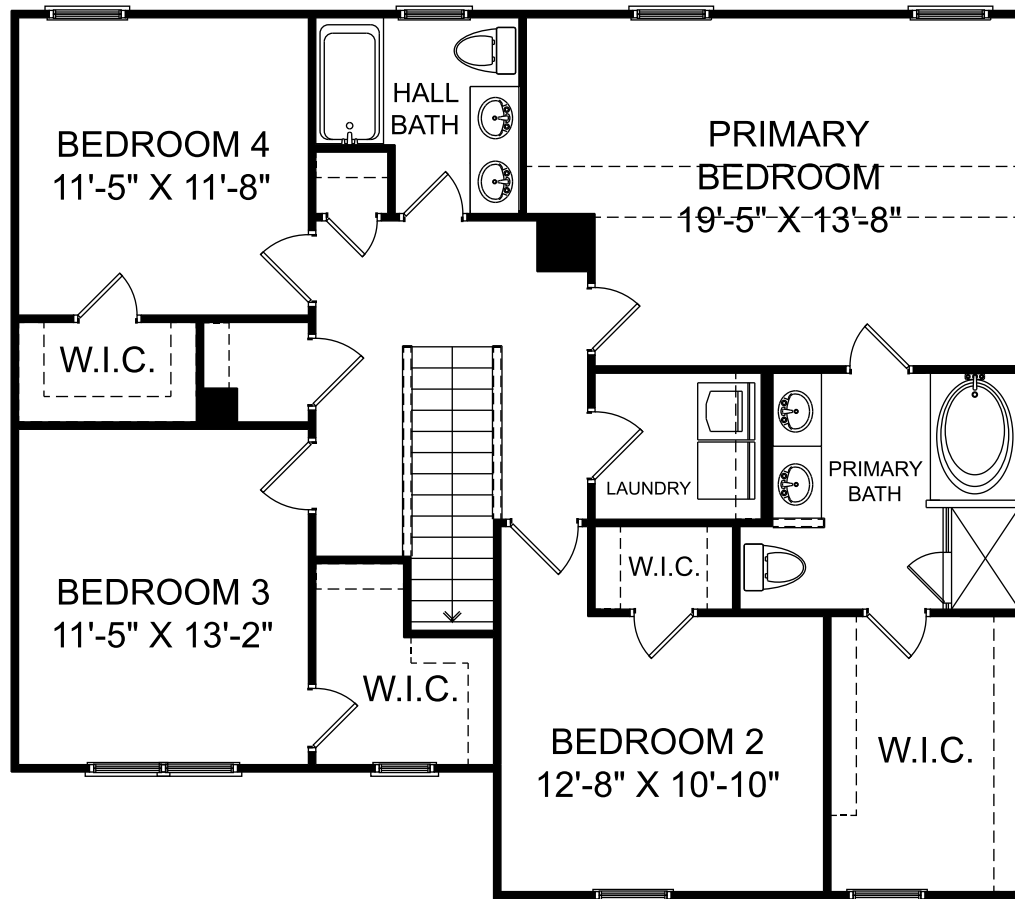 HALL
BATH
BEDROOM 4
11'-5" X 11'-8"
PRIMARY
BEDROOM
19'-5" X 13'-8"
W.I.C.
LAUNDRY
PRIMARY
BATH
W.I.C.
BEDROOM 3
11'-5" X 13'-2"
W.I.C.
BEDROOM 2
12'-8" X 10'-10"
W.I.C.